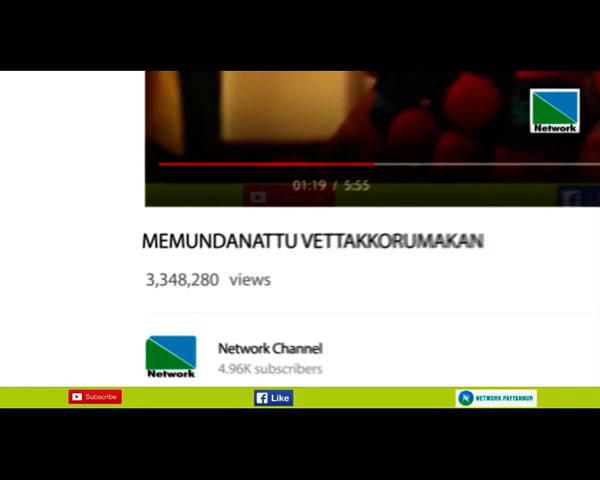 Network
01:19 / 5:55
MEMUNDANATTU VETTAKKORUMAKAN
3,348,280 views
Network Channel
4.96K subscribers
Network
Subscribe
Like
NETWORK PAYYANNUR